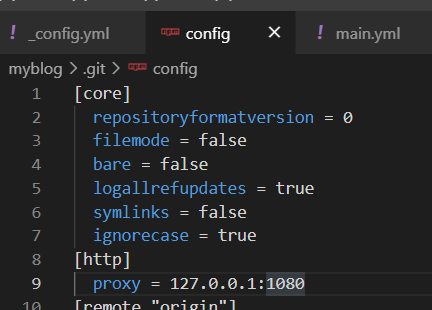 ! _config.yml config × ! main.yml
myblog > .git > config
1 [core]
2 repositoryformatversion = 0
3 filemode = false
4 bare = false
5 logallrefupdates = true
6 symlinks = false
7 ignorecase = true
8 [http]
9 proxy = 127.0.0.1:1080
10 [remote "origin"]